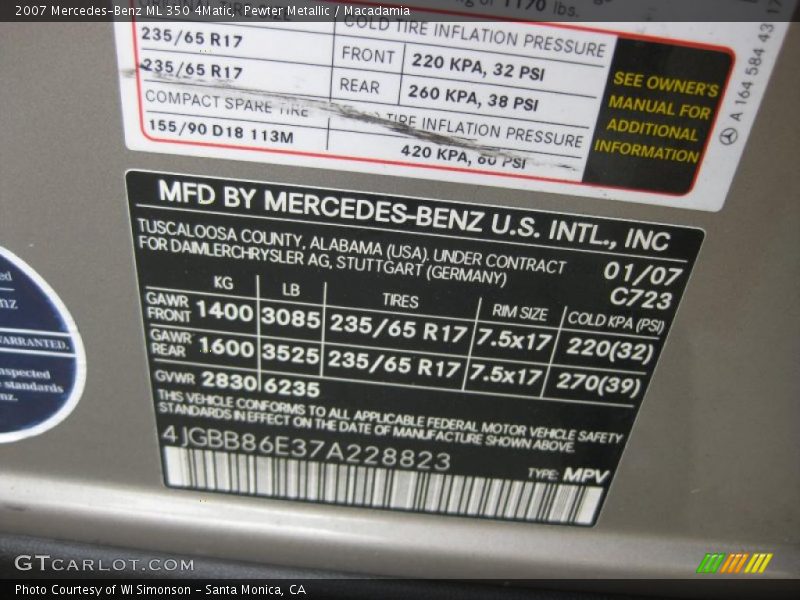 2007 Mercedes-Benz ML 350 4Matic, Pewter Metallic / Macadamia
1170 lbs.
COLD TIRE INFLATION PRESSURE
235/65 R17
FRONT
220 KPA, 32 PSI
235/65 R17
REAR
260 KPA, 38 PSI
COMPACT SPARE TIRE
TIRE INFLATION PRESSURE
155/90 D18 113M
420 KPA, 60 PSI
SEE OWNER'S
MANUAL FOR
ADDITIONAL
INFORMATION
A 164 584 43 17
MFD BY MERCEDES-BENZ U.S. INTL., INC
TUSCALOOSA COUNTY, ALABAMA (USA). UNDER CONTRACT
FOR DAIMLERCHRYSLER AG, STUTTGART (GERMANY)
01/07
C723
KG LB TIRES RIM SIZE COLD KPA (PSI)
GAWR FRONT 1400 3085 235/65 R17 7.5x17 220(32)
GAWR REAR 1600 3525 235/65 R17 7.5x17 270(39)
GVWR 2830 6235
THIS VEHICLE CONFORMS TO ALL APPLICABLE FEDERAL MOTOR VEHICLE SAFETY
STANDARDS IN EFFECT ON THE DATE OF MANUFACTURE SHOWN ABOVE.
4JGBB86E37A228823
TYPE: MPV
WARRANTED.
standards
GTCARLOT.COM
Photo Courtesy of WI Simonson - Santa Monica, CA